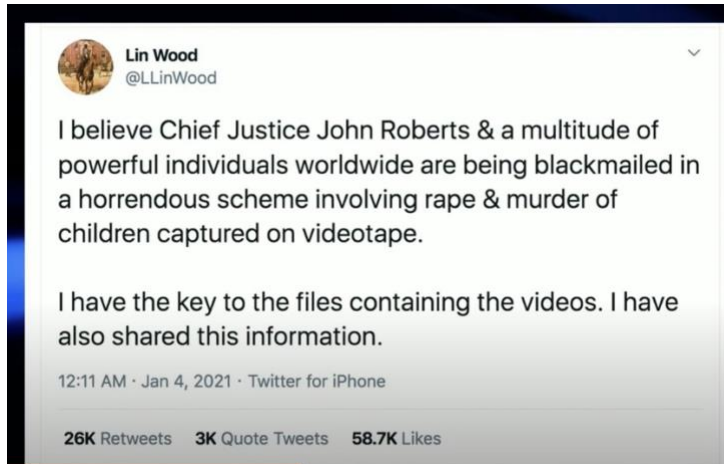 Lin Wood
@LLinWood
I believe Chief Justice John Roberts & a multitude of
powerful individuals worldwide are being blackmailed in
a horrendous scheme involving rape & murder of
children captured on videotape.
I have the key to the files containing the videos. I have
also shared this information.
12:11 AM · Jan 4, 2021 · Twitter for iPhone
26K Retweets 3K Quote Tweets 58.7K Likes